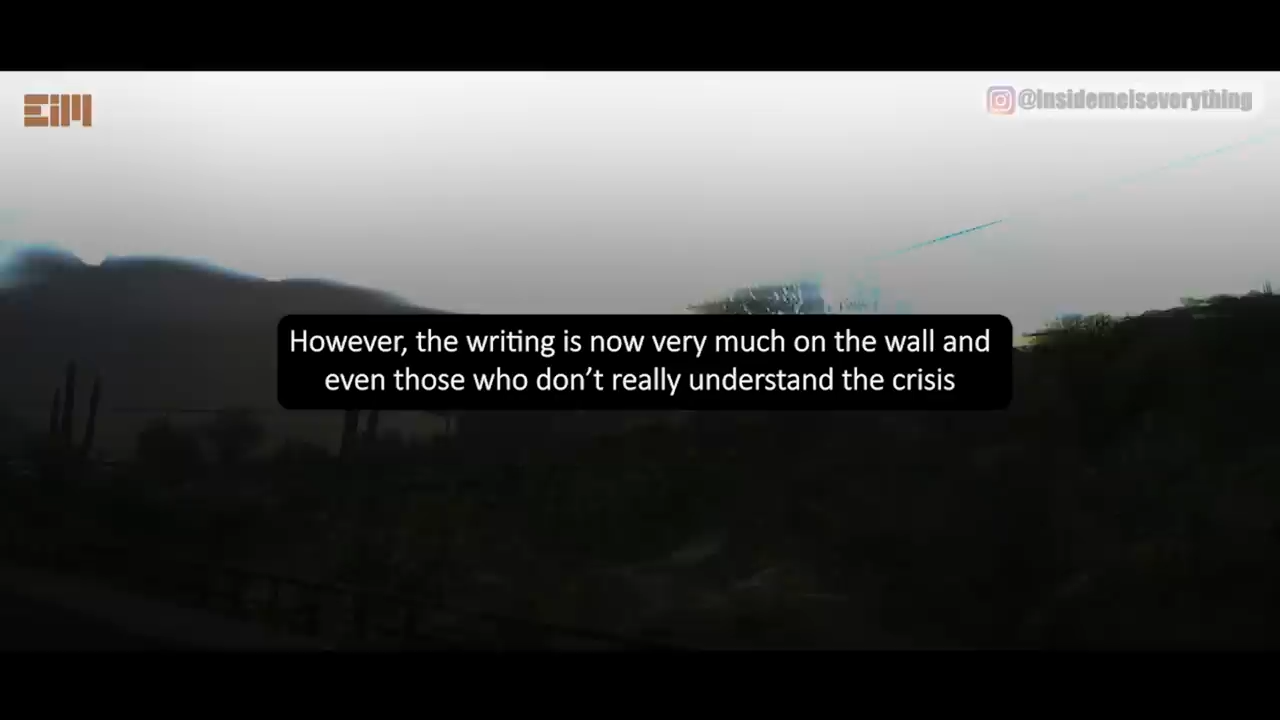 EiM
@Insidemeiseverything
However, the writing is now very much on the wall and
even those who don’t really understand the crisis